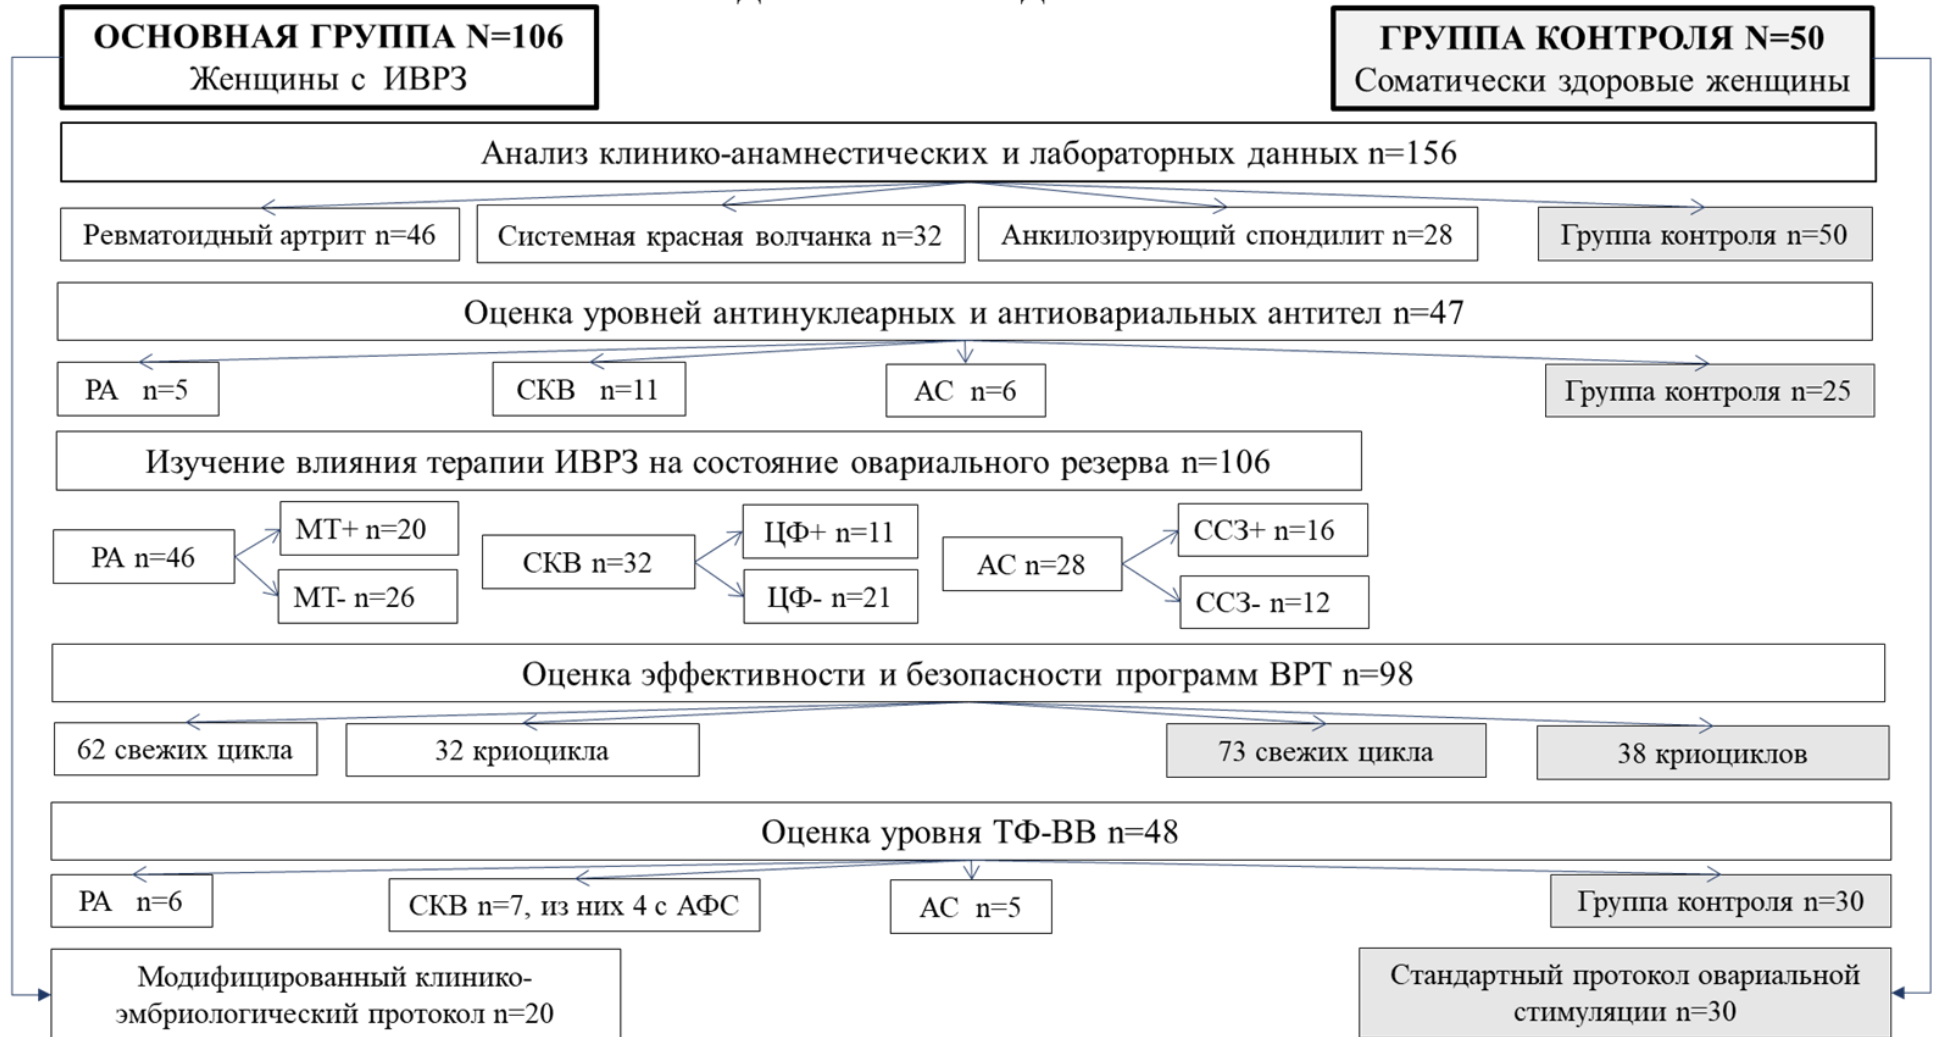 ОСНОВНАЯ ГРУППА N=106
Женщины с ИВРЗ
ГРУППА КОНТРОЛЯ N=50
Соматически здоровые женщины
Анализ клинико-анамнестических и лабораторных данных n=156
Ревматоидный артрит n=46
Системная красная волчанка n=32
Анкилозирующий спондилит n=28
Группа контроля n=50
Оценка уровней антинуклеарных и антиовариальных антител n=47
РА n=5
СКВ n=11
АС n=6
Группа контроля n=25
Изучение влияния терапии ИВРЗ на состояние овариального резерва n=106
РА n=46
МТ+ n=20
МТ- n=26
СКВ n=32
ЦФ+ n=11
ЦФ- n=21
АС n=28
ССЗ+ n=16
ССЗ- n=12
Оценка эффективности и безопасности программ ВРТ n=98
62 свежих цикла
32 криоцикла
73 свежих цикла
38 криоциклов
Оценка уровня ТФ-ВВ n=48
РА n=6
СКВ n=7, из них 4 с АФС
АС n=5
Группа контроля n=30
Модифицированный клинико-
эмбриологический протокол n=20
Стандартный протокол овариальной
стимуляции n=30